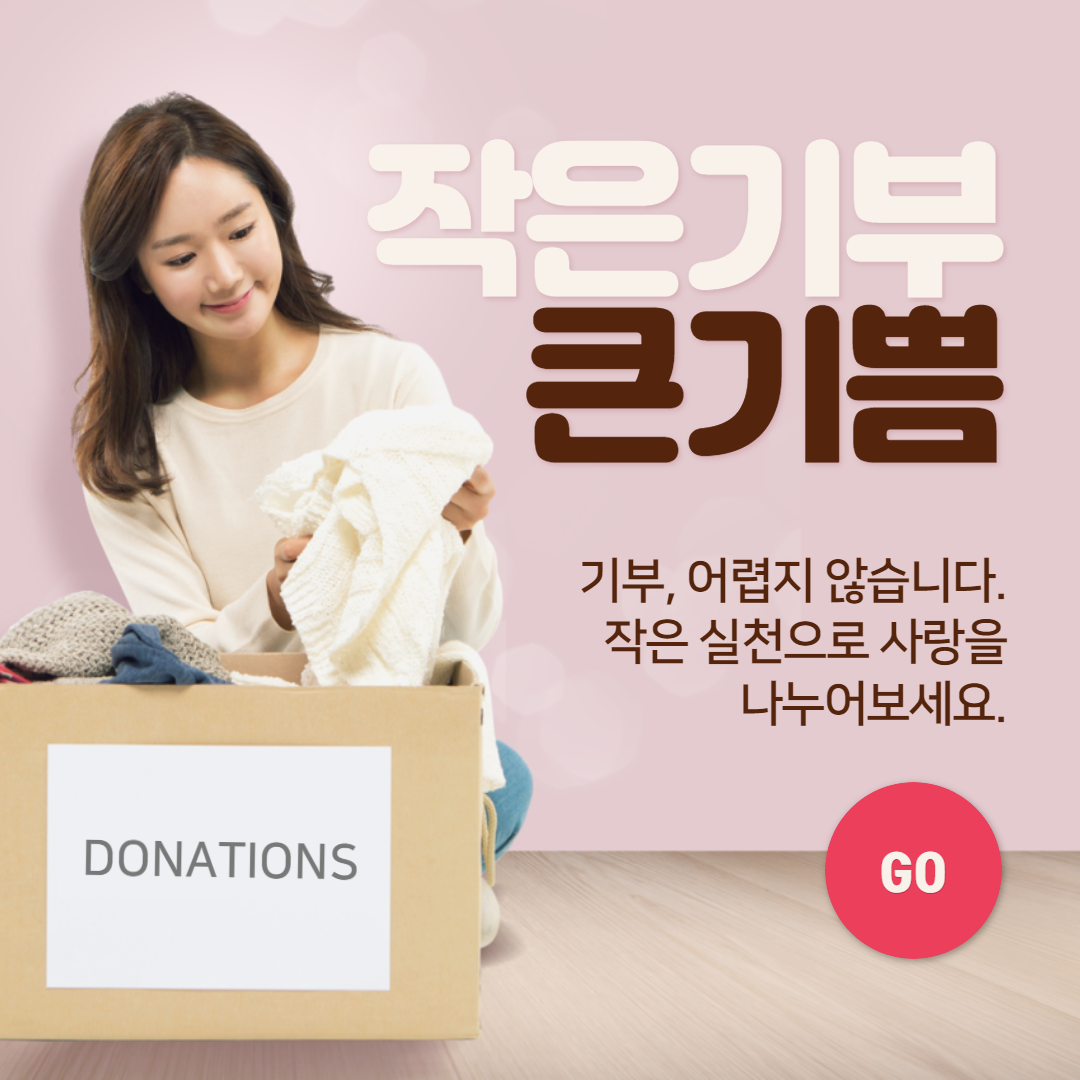 작은기부
큰기쁨
기부, 어렵지 않습니다.
작은 실천으로 사랑을
나누어보세요.
DONATIONS
GO